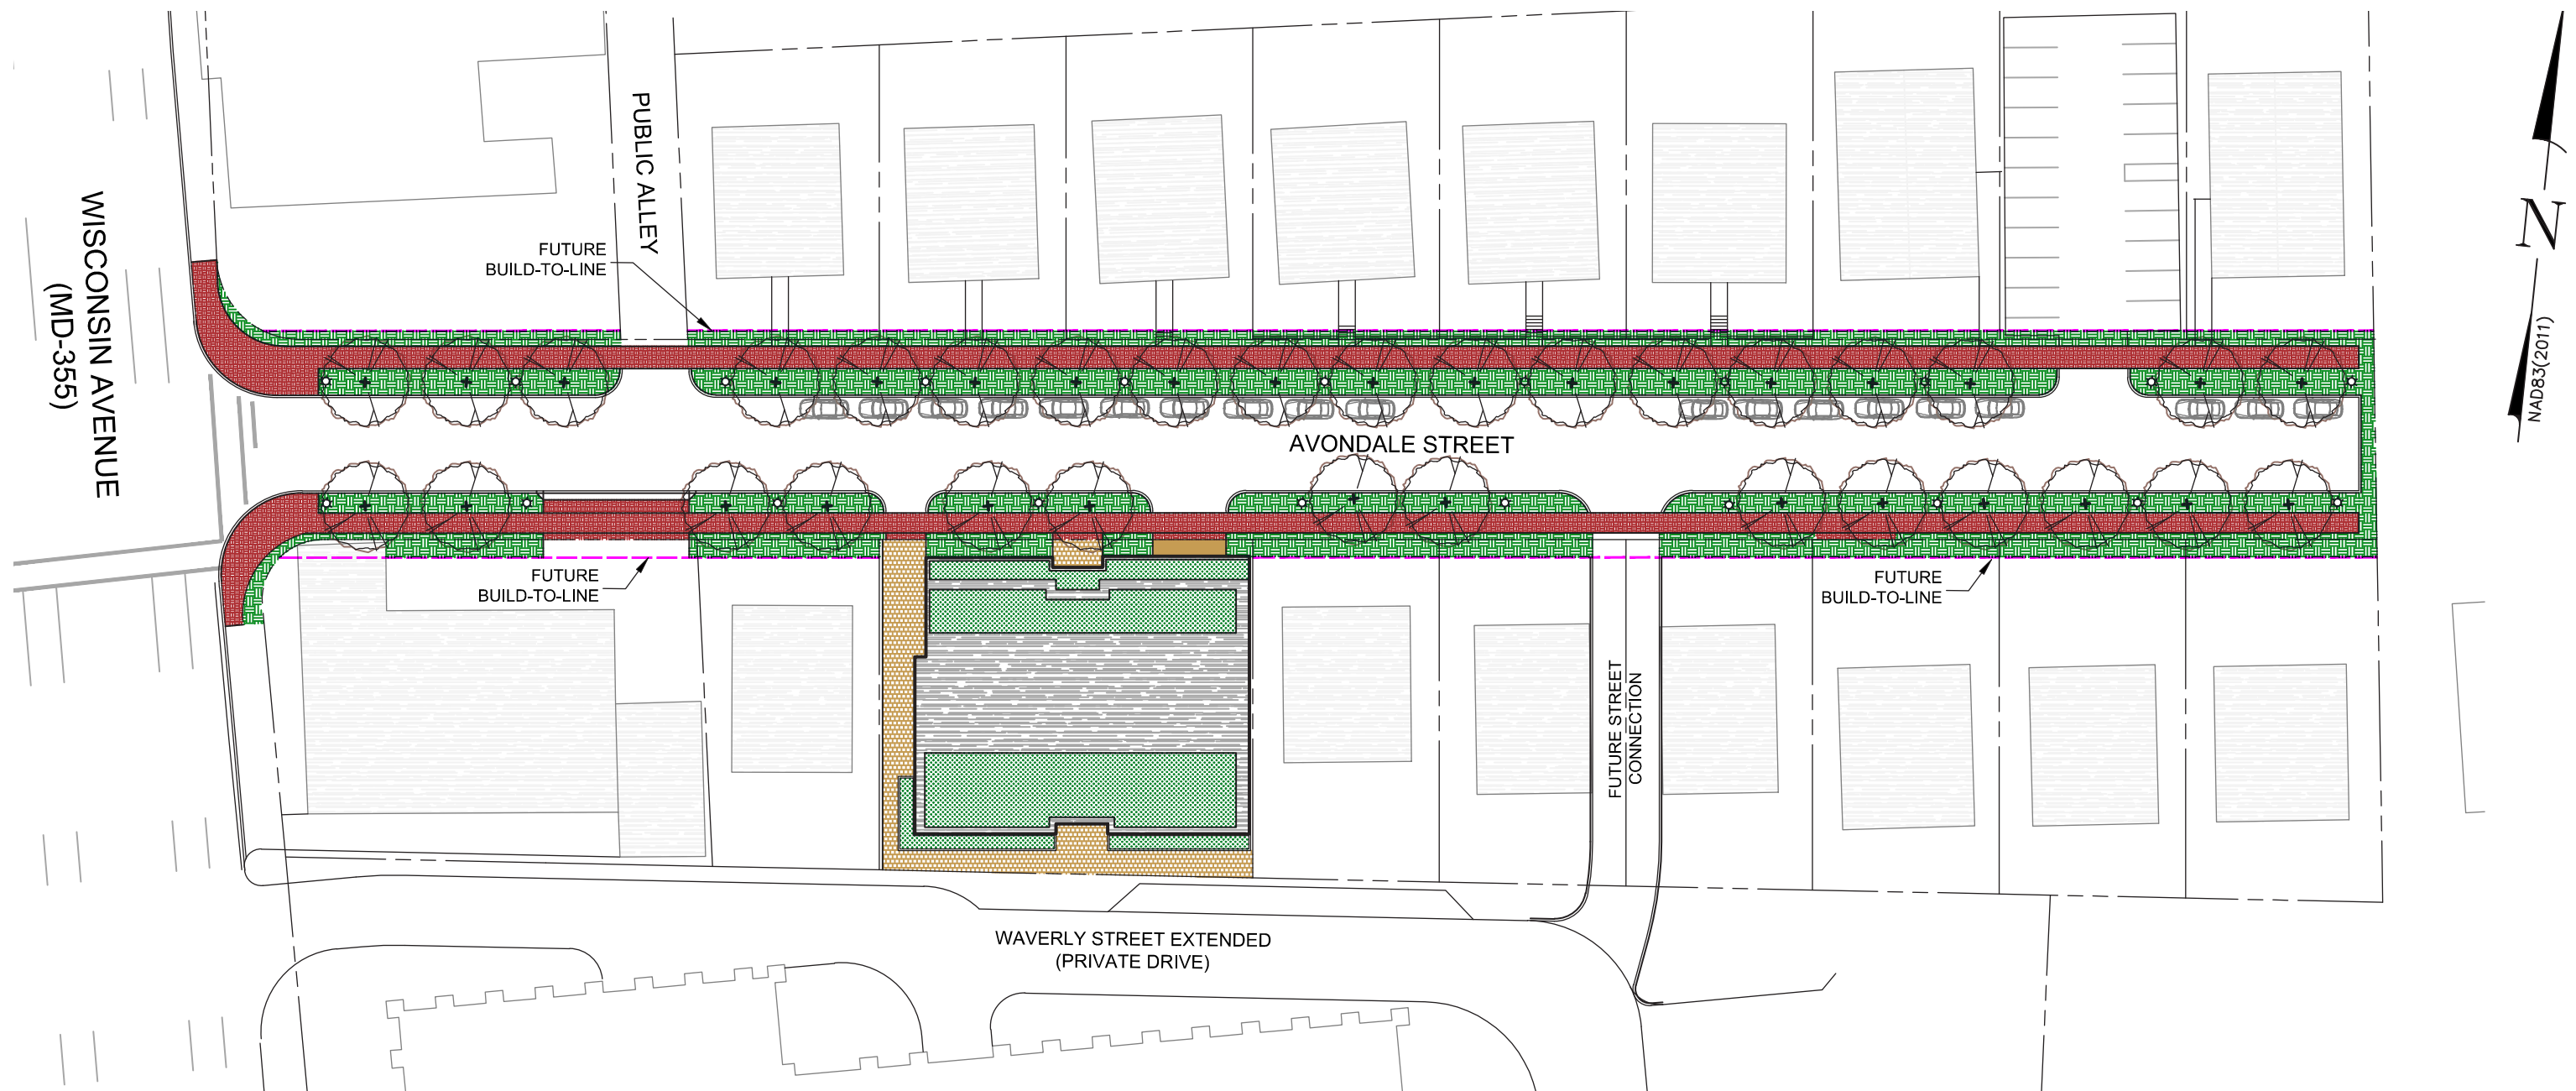 PUBLIC ALLEY
WISCONSIN AVENUE
(MD-355)
FUTURE
BUILD-TO-LINE
N
NAD83(2011)
AVONDALE STREET
FUTURE
BUILD-TO-LINE
FUTURE
BUILD-TO-LINE
FUTURE STREET
CONNECTION
WAVERLY STREET EXTENDED
(PRIVATE DRIVE)